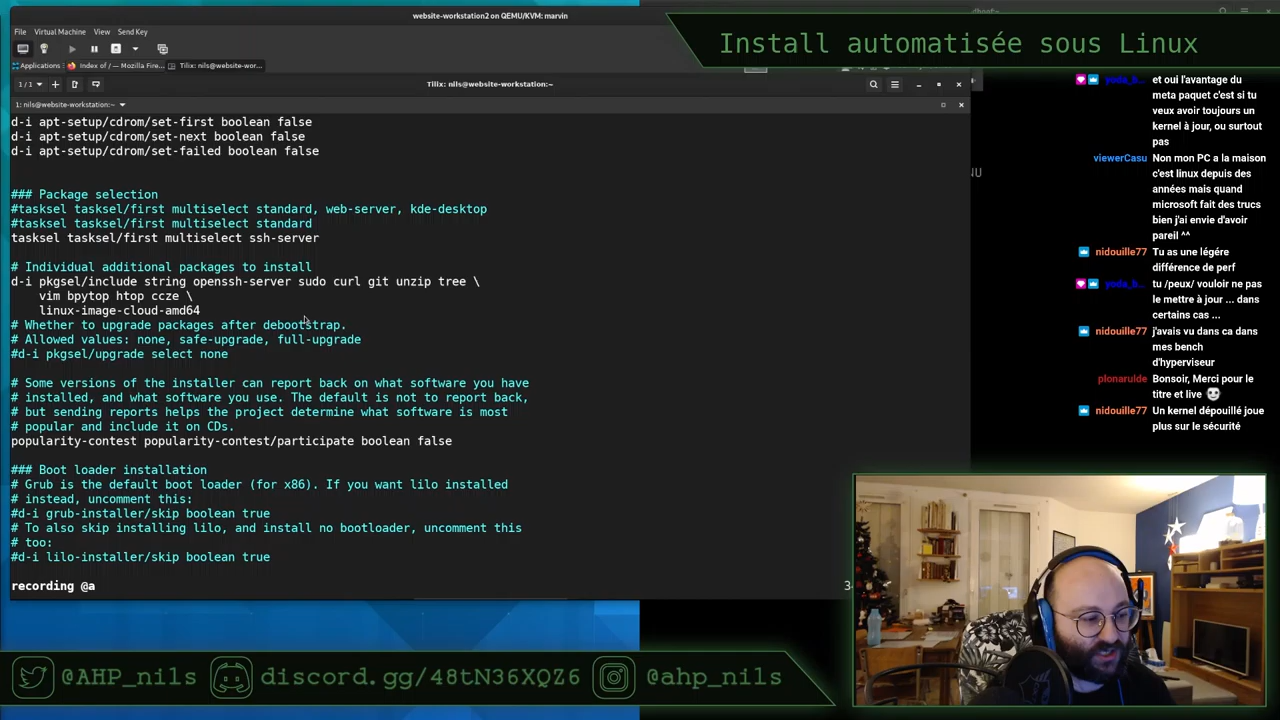 website-workstation2 on QEMU/KVM: marvin
File Virtual Machine View Send Key
Applications Index of / — Mozilla Fire... Tilix: nils@website-wor...
1 / 1 Tilix: nils@website-workstation:~
1: nils@website-workstation:~
d-i apt-setup/cdrom/set-first boolean false
d-i apt-setup/cdrom/set-next boolean false
d-i apt-setup/cdrom/set-failed boolean false
### Package selection
#tasksel tasksel/first multiselect standard, web-server, kde-desktop
#tasksel tasksel/first multiselect standard
tasksel tasksel/first multiselect ssh-server
# Individual additional packages to install
d-i pkgsel/include string openssh-server sudo curl git unzip tree \
vim bpytop htop ccze \
linux-image-cloud-amd64
# Whether to upgrade packages after debootstrap.
# Allowed values: none, safe-upgrade, full-upgrade
#d-i pkgsel/upgrade select none
# Some versions of the installer can report back on what software you have
# installed, and what software you use. The default is not to report back,
# but sending reports helps the project determine what software is most
# popular and include it on CDs.
popularity-contest popularity-contest/participate boolean false
### Boot loader installation
# Grub is the default boot loader (for x86). If you want lilo installed
# instead, uncomment this:
#d-i grub-installer/skip boolean true
# To also skip installing lilo, and install no bootloader, uncomment this
# too:
#d-i lilo-installer/skip boolean true
recording @a
Install automatisée sous Linux
NU
et oui l'avantage du
meta paquet c'est si tu
veux avoir toujours un
kernel à jour, ou surtout
pas
viewerCasu Non mon PC a la maison
c'est linux depuis des
années mais quand
microsoft fait des trucs
bien j'ai envie d'avoir
pareil ^^
nidouille77 Tu as une légére
différence de perf
tu /peux/ vouloir ne pas
le mettre à jour ... dans
certains cas ...
nidouille77 j'avais vu dans ca dans
mes bench
d'hyperviseur
plonarulde Bonsoir, Merci pour le
titre et live
nidouille77 Un kernel dépouillé joue
plus sur le sécurité
@AHP_nils discord.gg/48tN36XQZ6 @ahp_nils